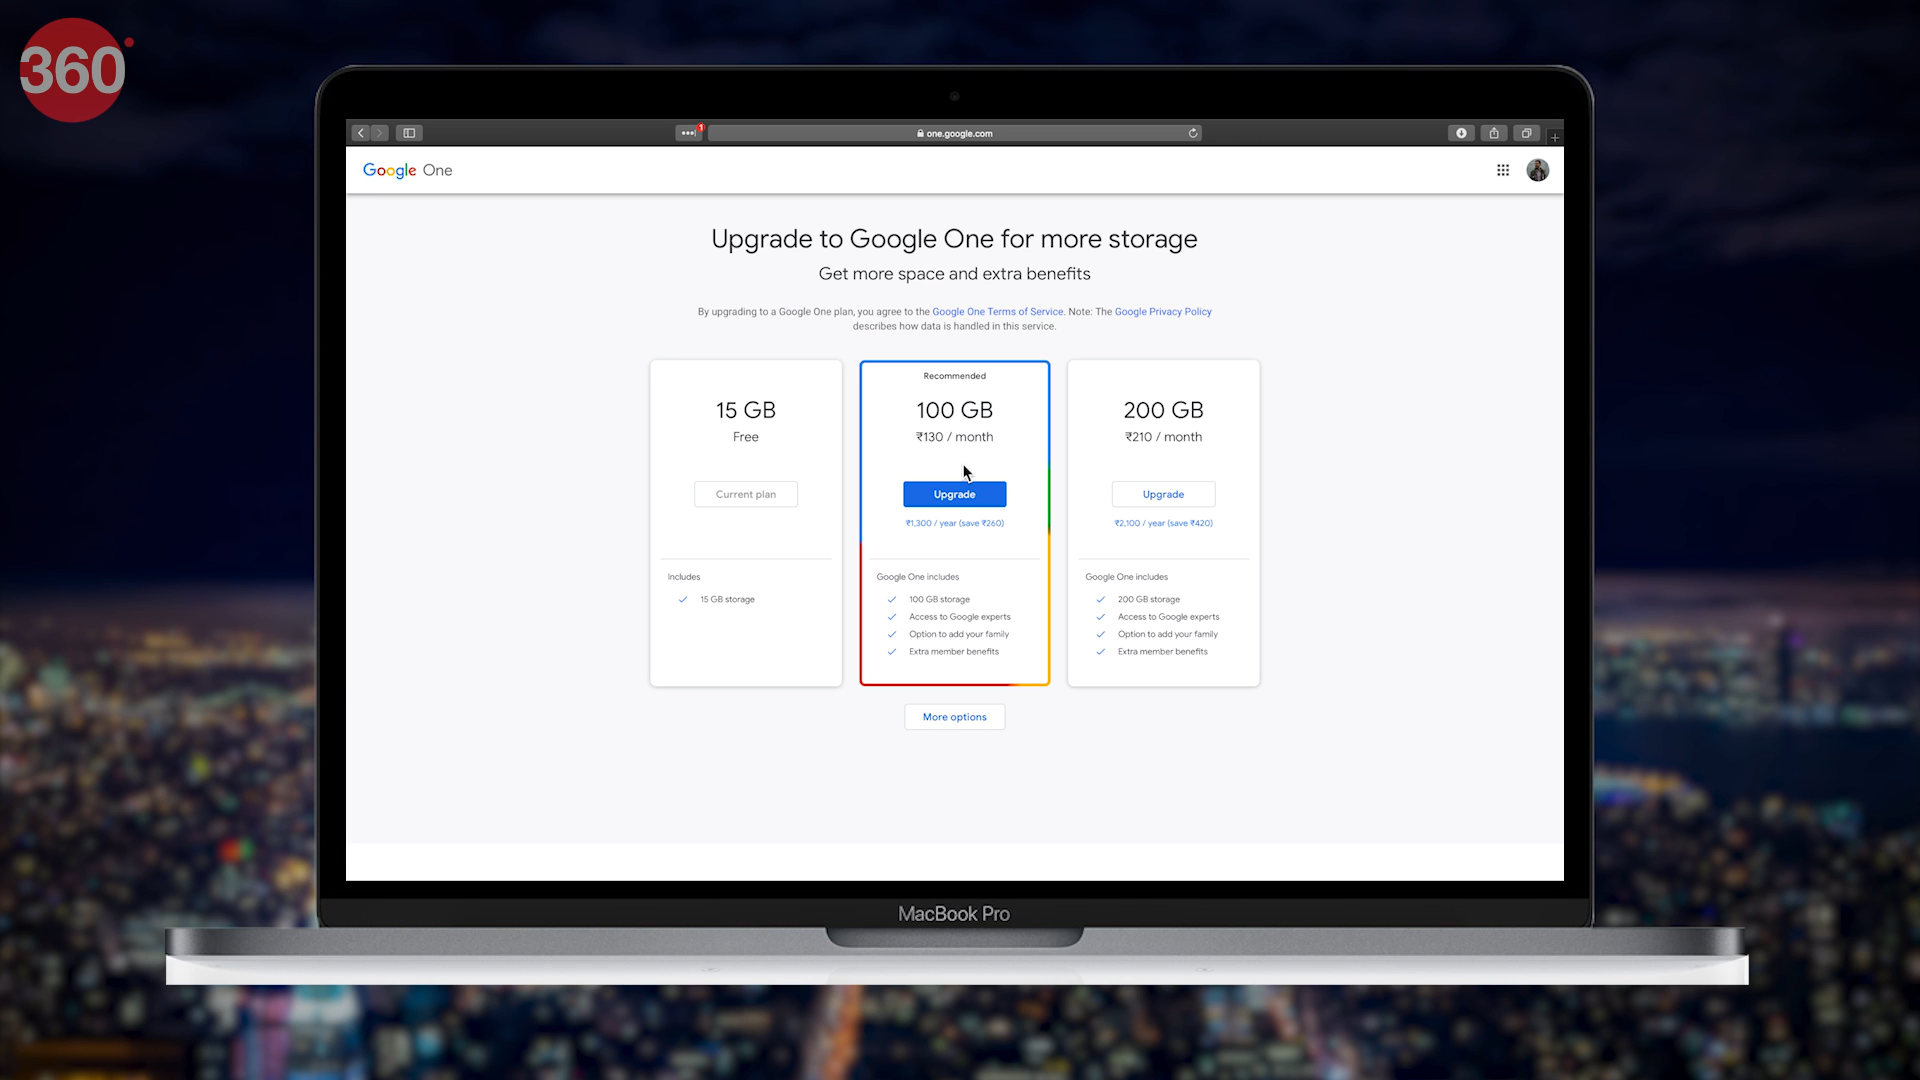 360
one.google.com
1
Google One
Upgrade to Google One for more storage
Get more space and extra benefits
By upgrading to a Google One plan, you agree to the Google One Terms of Service. Note: The Google Privacy Policy
describes how data is handled in this service.
15 GB
Free
Current plan
Includes
15 GB storage
Recommended
100 GB
₹130 / month
Upgrade
₹1,300 / year (save ₹260)
Google One includes
100 GB storage
Access to Google experts
Option to add your family
Extra member benefits
200 GB
₹210 / month
Upgrade
₹2,100 / year (save ₹420)
Google One includes
200 GB storage
Access to Google experts
Option to add your family
Extra member benefits
More options
MacBook Pro